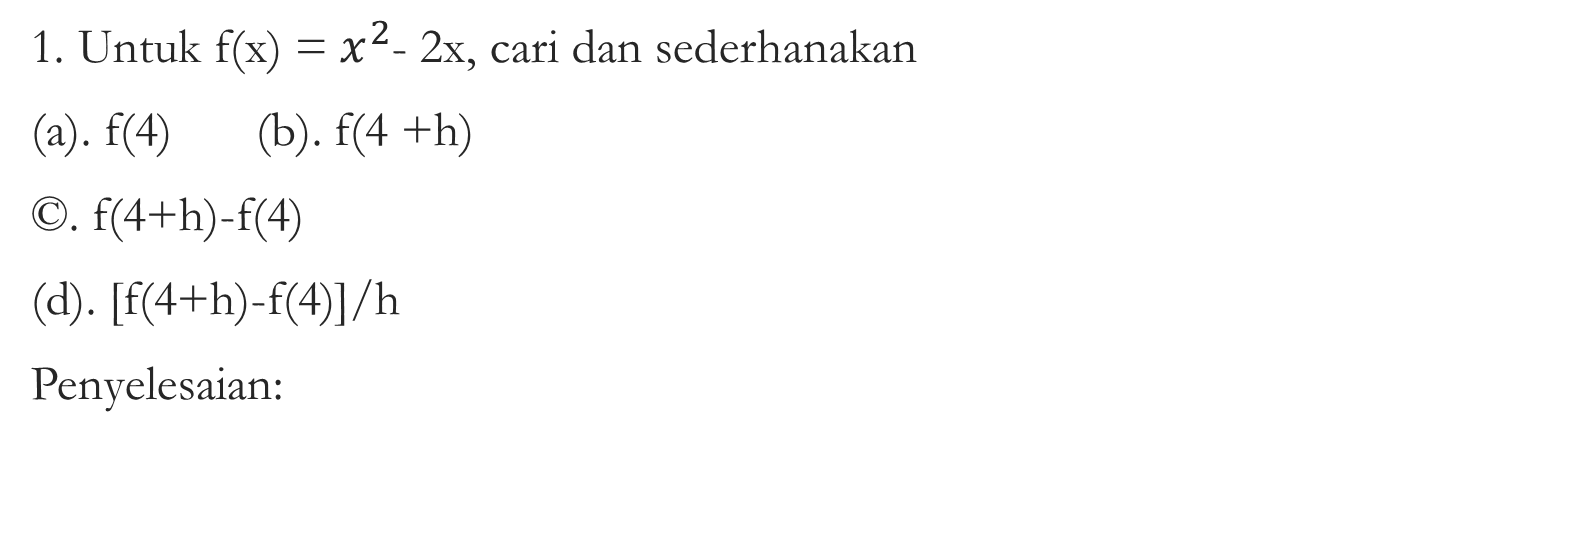 1. Untuk f(x) = x²- 2x, cari dan sederhanakan
(a). f(4) (b). f(4 +h)
©. f(4+h)-f(4)
(d). [f(4+h)-f(4)]/h
Penyelesaian: